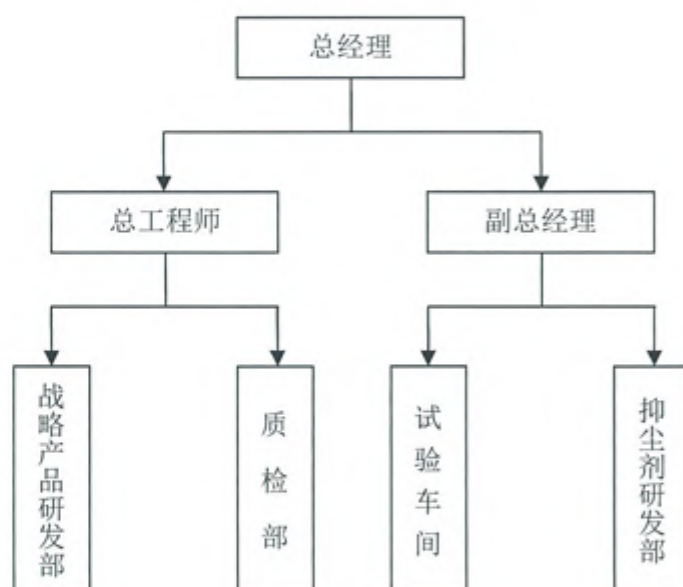 总经理
总工程师
副总经理
战略产品研发部
质检部
试验车间
抑尘剂研发部